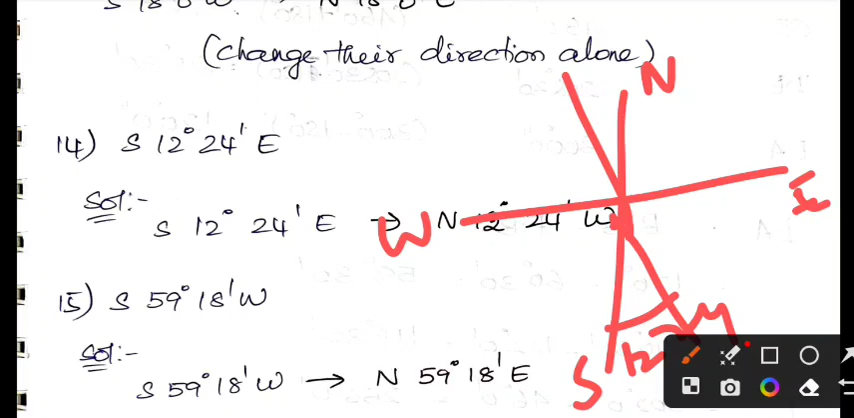 (change their direction alone)
N
14) S 12° 24' E
Sol:-
S 12° 24' E → N 12° 24' W
W
E
15) S 59° 18' W
Sol:-
S 59° 18' W → N 59° 18' E
S